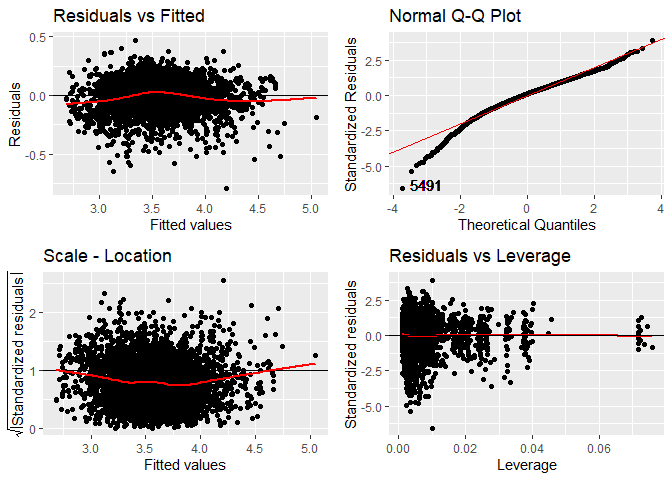 Residuals vs Fitted
Residuals
0.5
0.0
-0.5
3.0 3.5 4.0 4.5 5.0
Fitted values
Normal Q-Q Plot
Standardized Residuals
2.5
0.0
-2.5
-5.0
5491
-4 -2 0 2 4
Theoretical Quantiles
Scale - Location
√|Standardized residuals|
2
1
0
3.0 3.5 4.0 4.5 5.0
Fitted values
Residuals vs Leverage
Standardized Residuals
2.5
0.0
-2.5
-5.0
0.00 0.02 0.04 0.06
Leverage